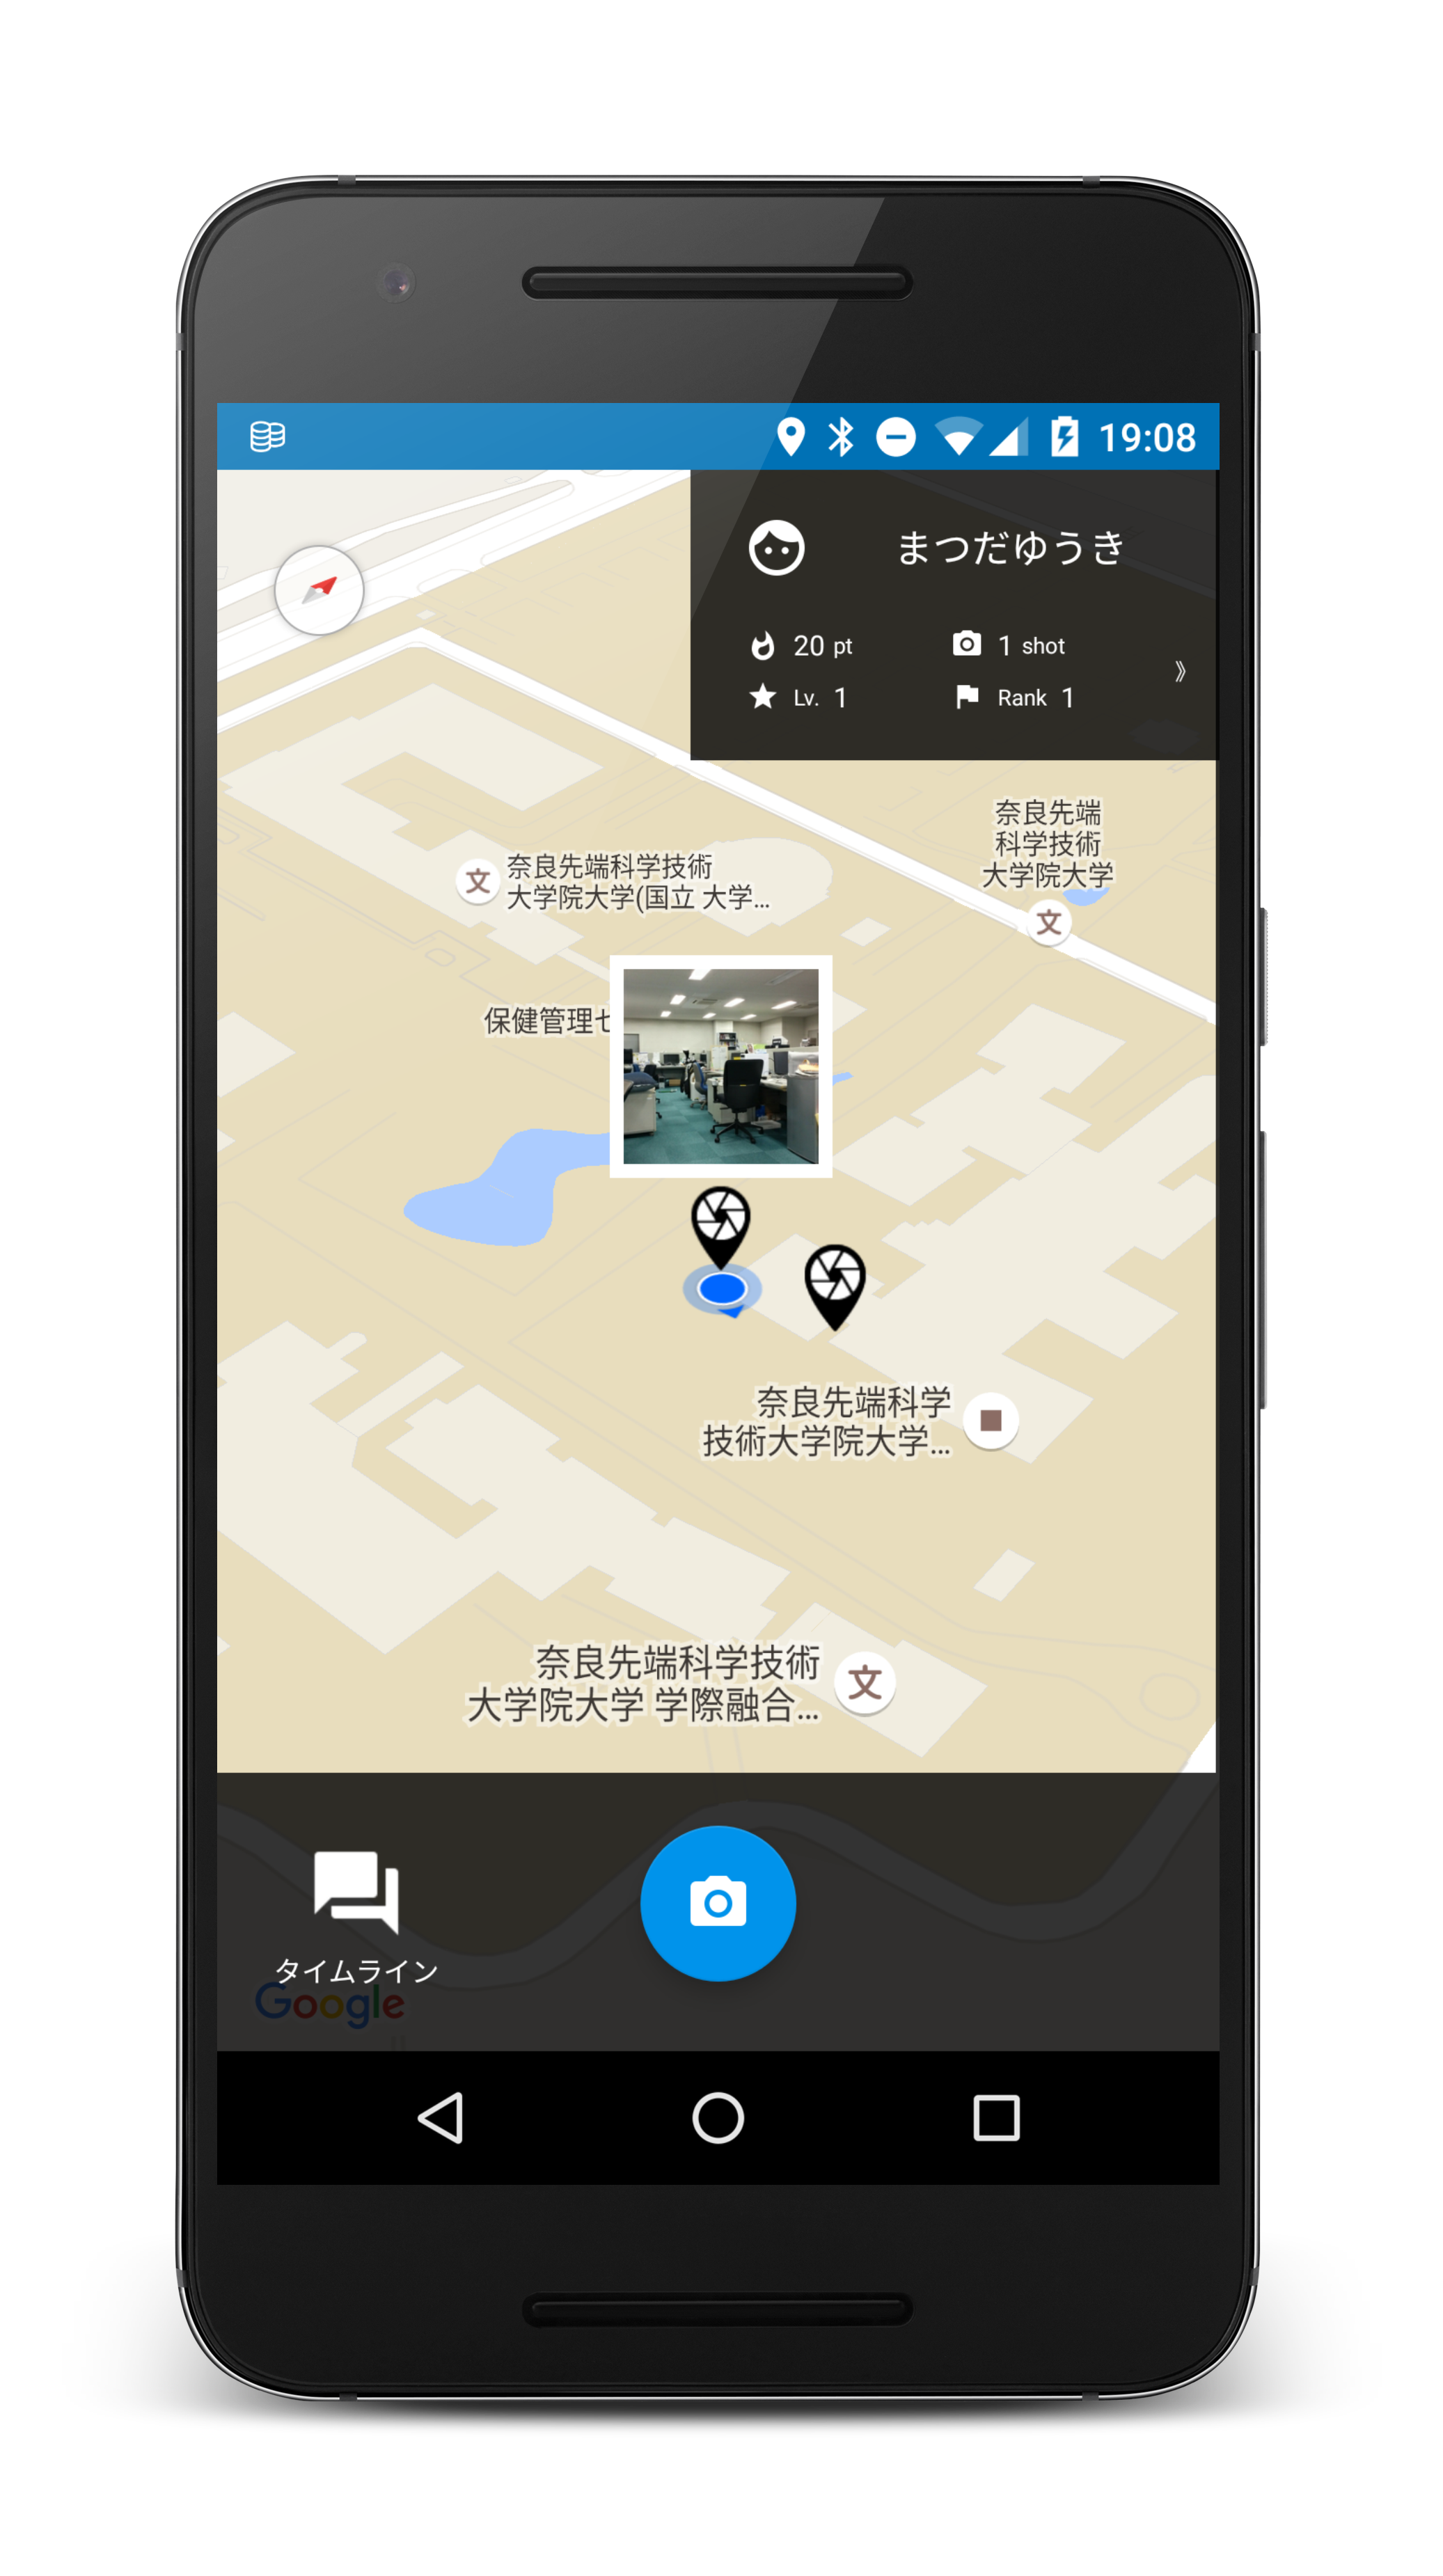 19:08
まつだゆうき
20 pt
1 shot
Lv. 1
Rank 1
奈良先端
科学技術
大学院大学
文
文
奈良先端科学技術
大学院大学(国立 大学...
保健管理セ
奈良先端科学
技術大学院大学...
奈良先端科学技術
大学院大学 学際融合...
文
タイムライン
Google